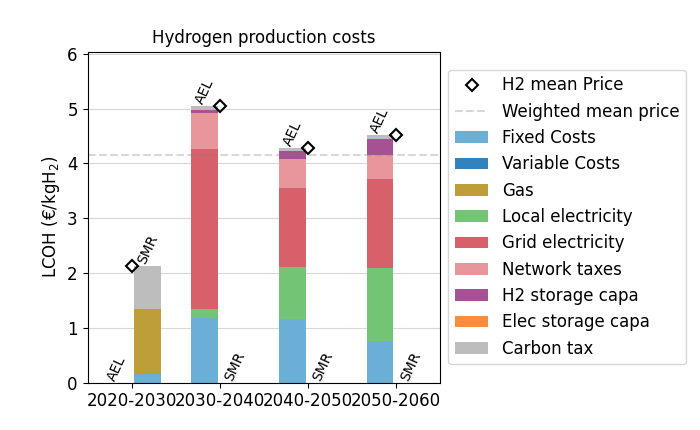 Hydrogen production costs
LCOH (€/kgH₂)
6
5
4
3
2
1
0
AEL
SMR
AEL
SMR
AEL
SMR
AEL
SMR
2020-2030
2030-2040
2040-2050
2050-2060
H2 mean Price
Weighted mean price
Fixed Costs
Variable Costs
Gas
Local electricity
Grid electricity
Network taxes
H2 storage capa
Elec storage capa
Carbon tax